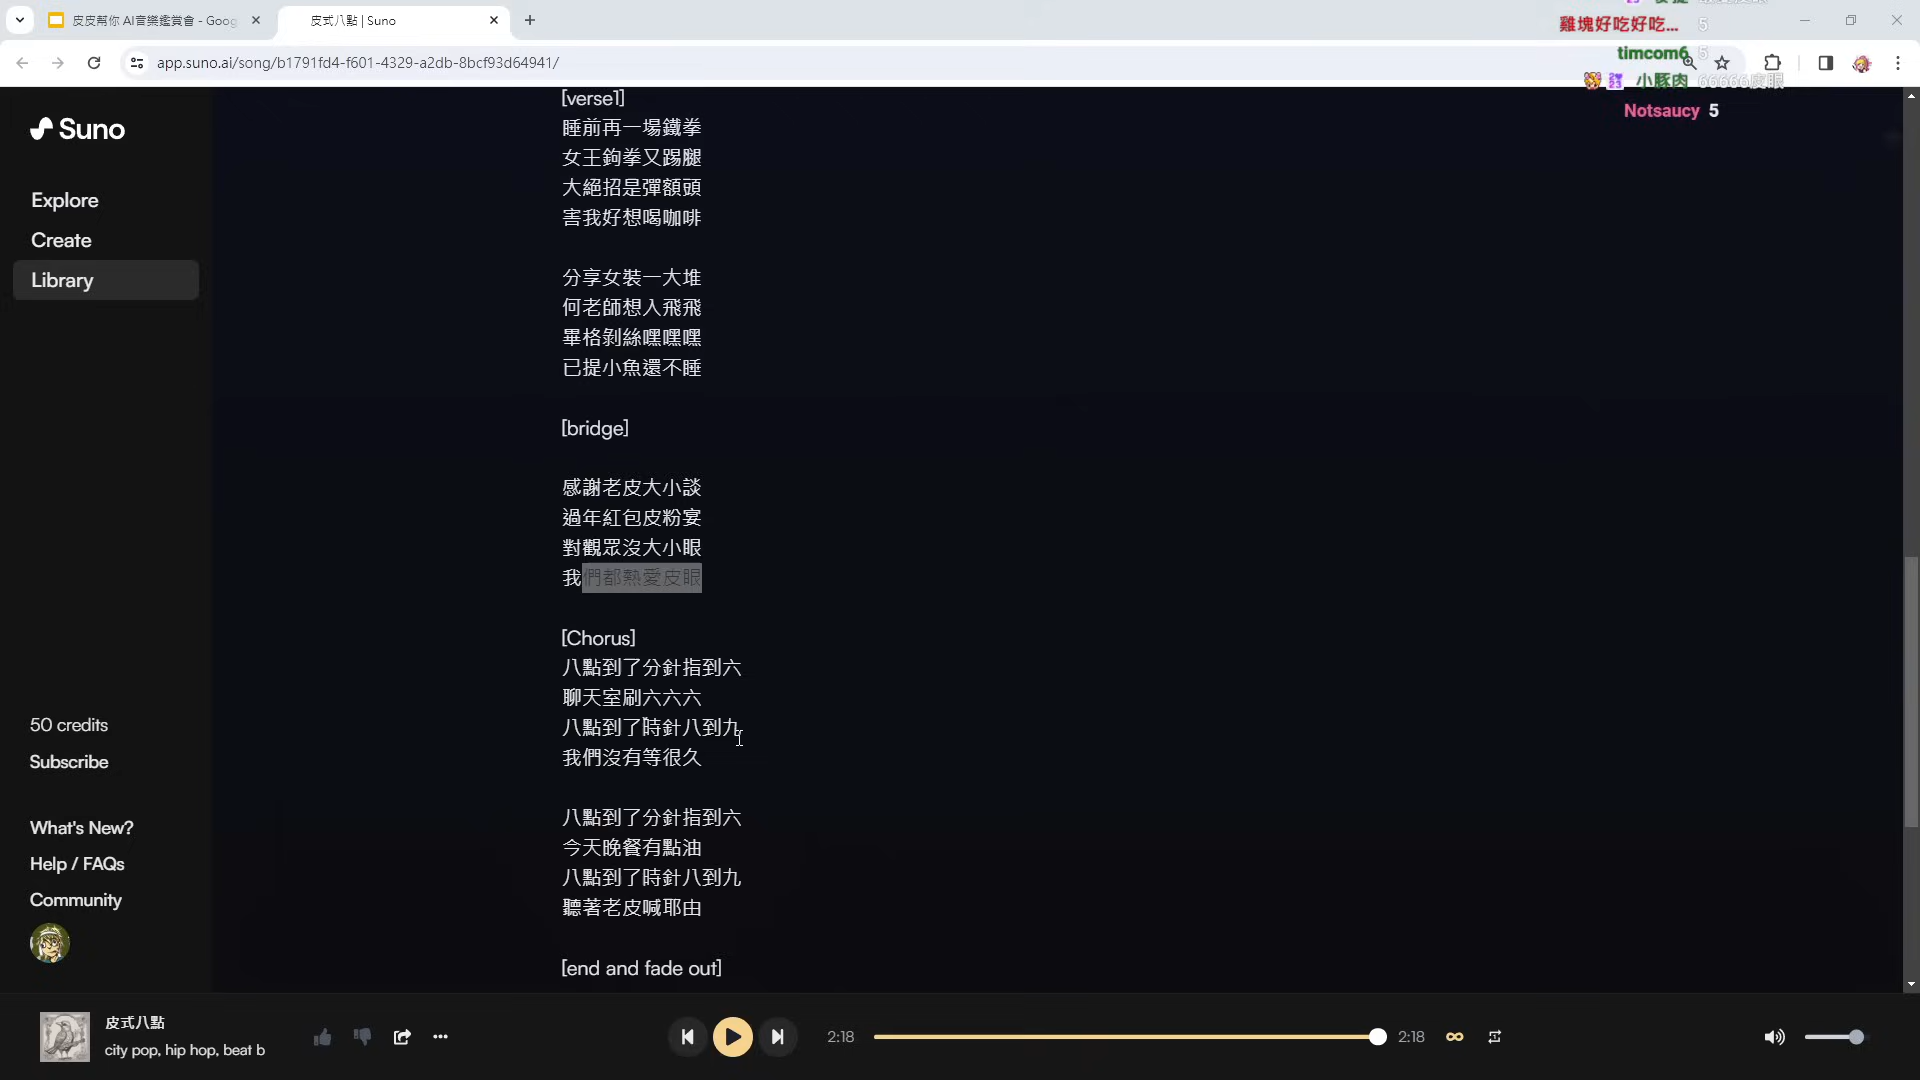 皮皮幫你 AI音樂鑑賞會 - Goog
皮式八點 | Suno
app.suno.ai/song/b1791fd4-f601-4329-a2db-8bcf93d64941/
雞塊好吃好吃... 5
timcom6 5
小豚肉 66666皮眼
Notsaucy 5
Suno
Explore
Create
Library
50 credits
Subscribe
What's New?
Help / FAQs
Community
[verse1]
睡前再一場鐵拳
女王鉤拳又踢腿
大絕招是彈額頭
害我好想喝咖啡
分享女裝一大堆
何老師想入飛飛
畢格剝絲嘿嘿嘿
已提小魚還不睡
[bridge]
感謝老皮大小談
過年紅包皮粉宴
對觀眾沒大小眼
我們都熱愛皮眼
[Chorus]
八點到了分針指到六
聊天室刷六六六
八點到了時針八到九
我們沒有等很久
八點到了分針指到六
今天晚餐有點油
八點到了時針八到九
聽著老皮喊耶由
[end and fade out]
皮式八點
city pop, hip hop, beat b
2:18
2:18